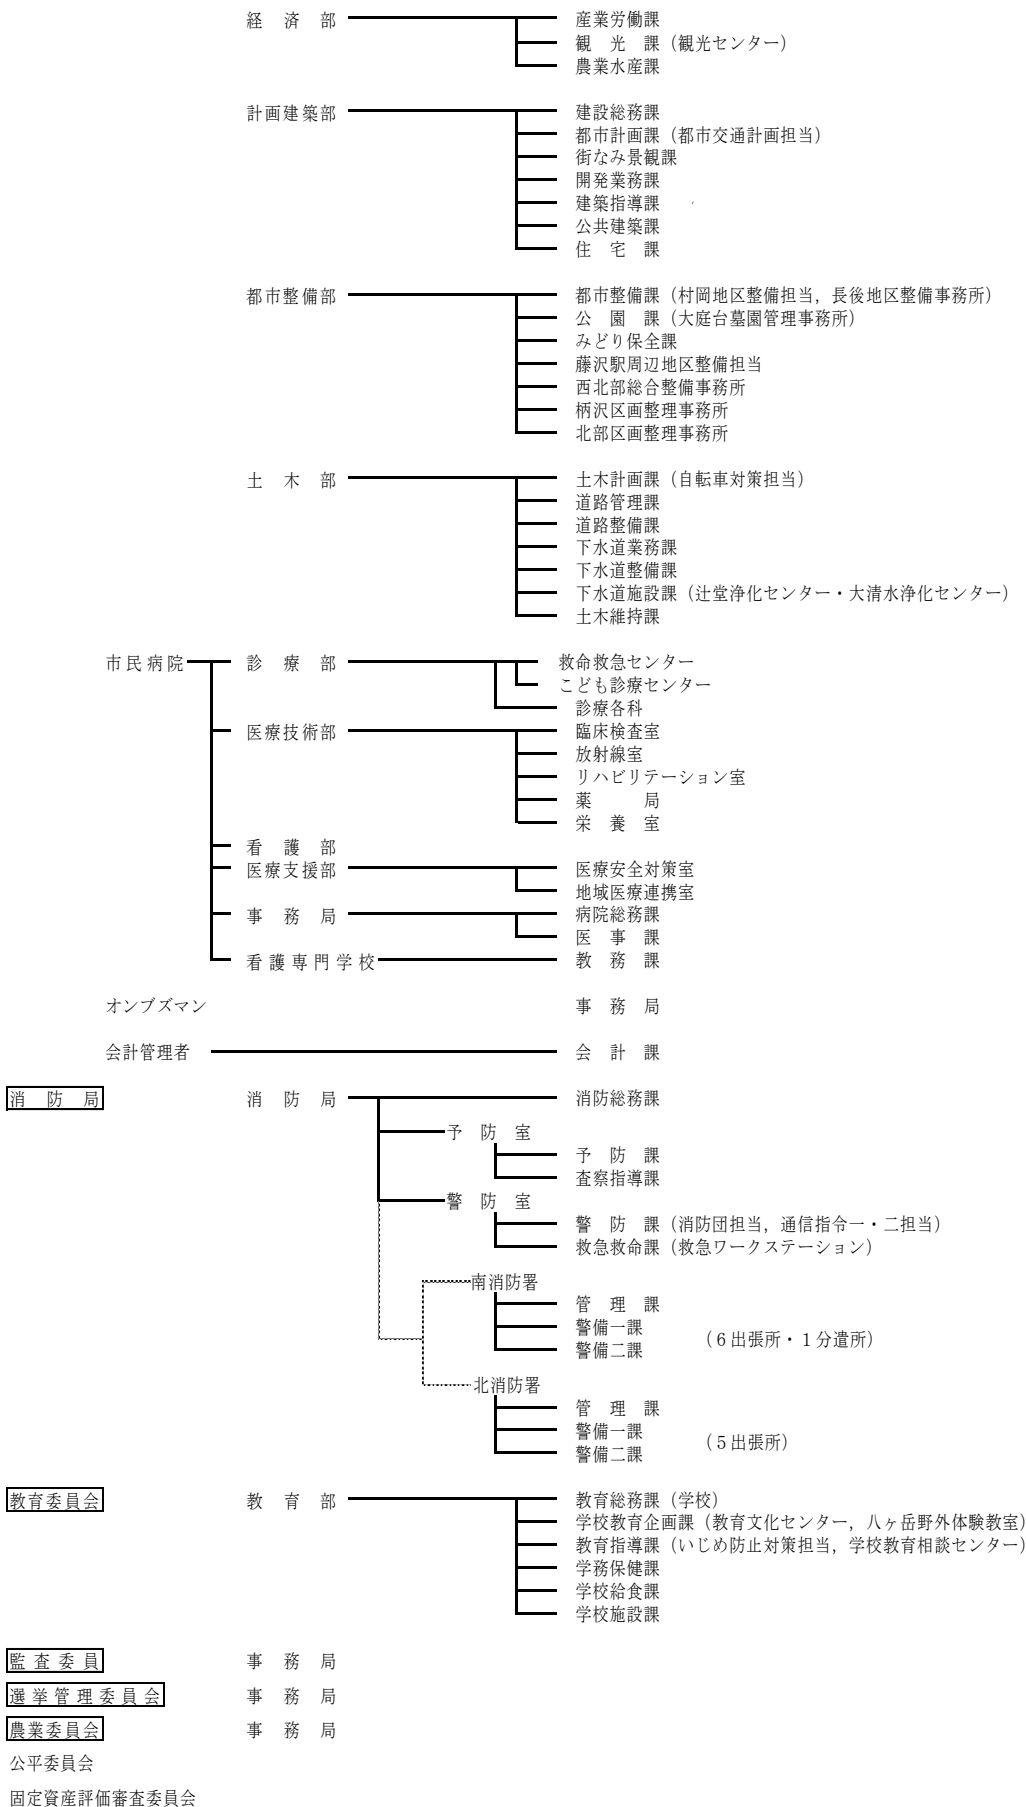 経　済　部　産業労働課
観　光　課（観光センター）
農業水産課
計画建築部　建設総務課
都市計画課（都市交通計画担当）
街なみ景観課
開発業務課
建築指導課
公共建築課
住　宅　課
都市整備部　都市整備課（村岡地区整備担当，長後地区整備事務所）
公　園　課（大庭台墓園管理事務所）
みどり保全課
藤沢駅周辺地区整備担当
西北部総合整備事務所
柄沢区画整理事務所
北部区画整理事務所
土　木　部　土木計画課（自転車対策担当）
道路管理課
道路整備課
下水道業務課
下水道整備課
下水道施設課（辻堂浄化センター・大清水浄化センター）
土木維持課
市民病院　診　療　部　救命救急センター
こども診療センター
診療各科
医療技術部　臨床検査室
放射線室
リハビリテーション室
薬　　　局
栄　養　室
看　護　部
医療支援部　医療安全対策室
地域医療連携室
事　務　局　病院総務課
医　事　課
看護専門学校　教　務　課
オンブズマン　事　務　局
会計管理者　会　計　課
消　防　局　消　防　局　消防総務課
予　防　室
予　防　課
査察指導課
警　防　室
警　防　課（消防団担当，通信指令一・二担当）
救急救命課（救急ワークステーション）
南消防署
管　理　課
警備一課　（６出張所・１分遣所）
警備二課
北消防署
管　理　課
警備一課　（５出張所）
警備二課
教育委員会　教　育　部　教育総務課（学校）
学校教育企画課（教育文化センター，八ヶ岳野外体験教室）
教育指導課（いじめ防止対策担当，学校教育相談センター）
学務保健課
学校給食課
学校施設課
監査委員　事　務　局
選挙管理委員会　事　務　局
農業委員会　事　務　局
公平委員会
固定資産評価審査委員会